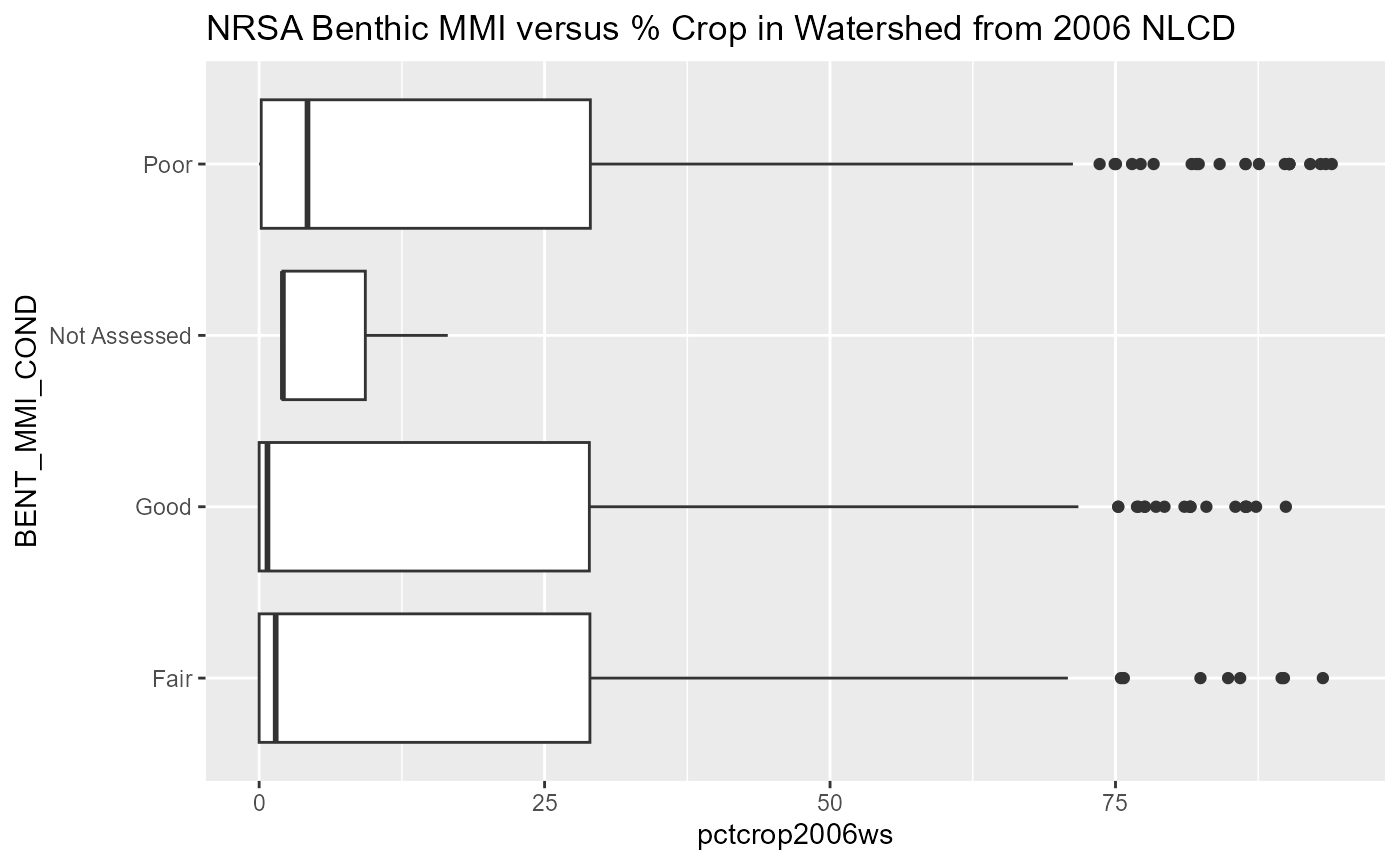 NRSA Benthic MMI versus % Crop in Watershed from 2006 NLCD
BENT_MMI_COND
Poor
Not Assessed
Good
Fair
0 25 50 75
pctcrop2006ws